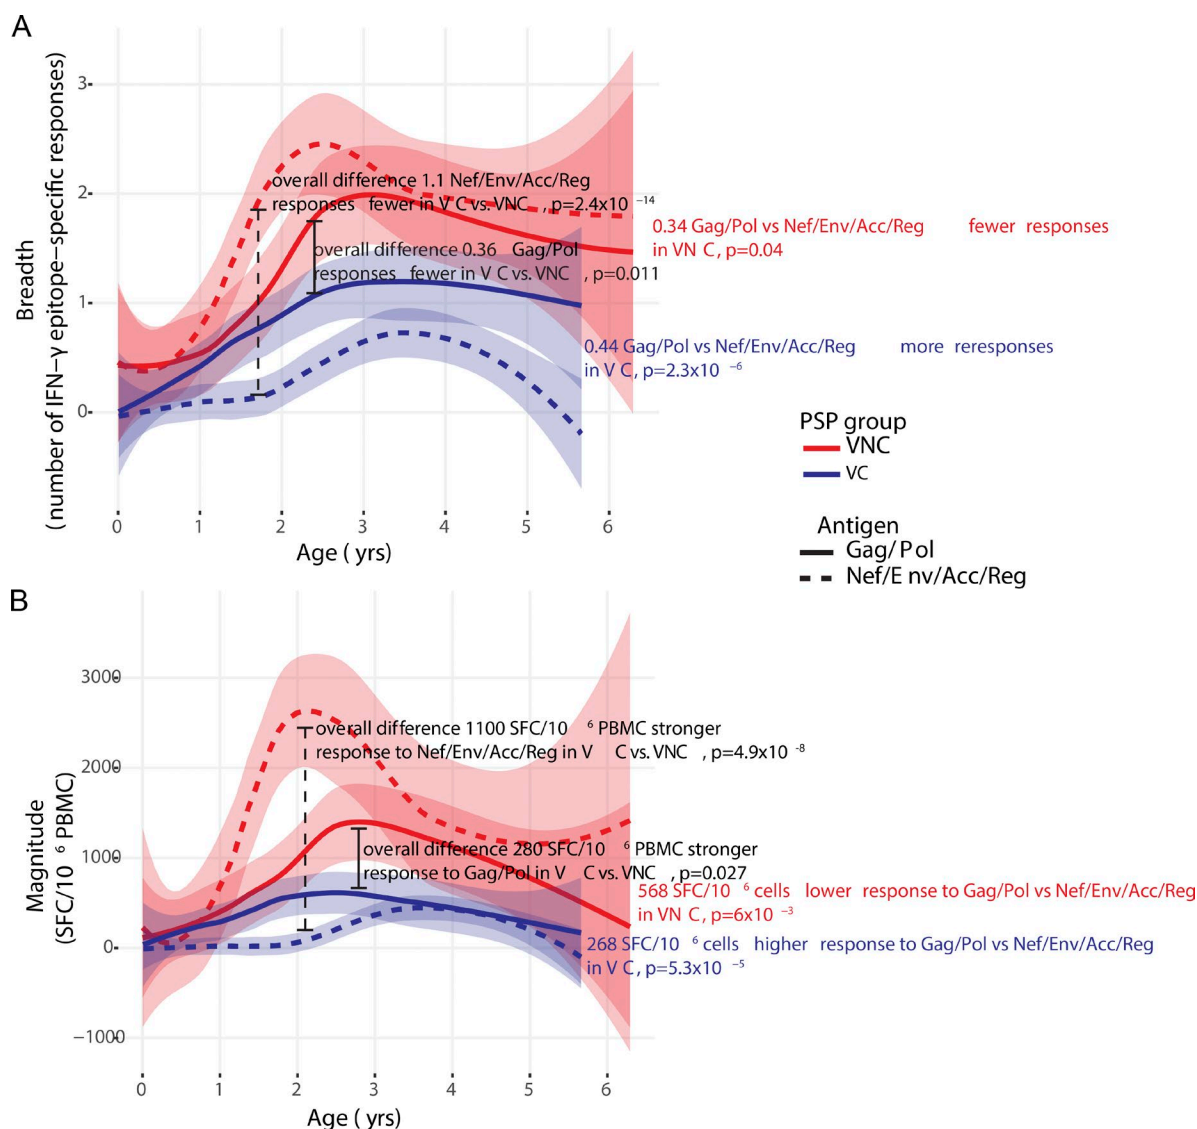 A
Breadth
(number of IFN−γ epitope−specific responses)
3
2
1
0
overall difference 1.1 Nef/Env/Acc/Reg
responses fewer in V C vs. VNC , p=2.4x10 −14
overall difference 0.36 Gag/Pol
responses fewer in V C vs. VNC , p=0.011
0.34 Gag/Pol vs Nef/Env/Acc/Reg fewer responses
in VN C, p=0.04
0.44 Gag/Pol vs Nef/Env/Acc/Reg more reresponses
in V C, p=2.3x10 −6
0 1 2 3 4 5 6
Age ( yrs)
PSP group
VNC
VC
Antigen
Gag/Pol
Nef/E nv/Acc/Reg
B
Magnitude
(SFC/10 6 PBMC)
3000
2000
1000
0
−1000
overall difference 1100 SFC/10 6 PBMC stronger
response to Nef/Env/Acc/Reg in V C vs. VNC , p=4.9x10 -8
overall difference 280 SFC/10 6 PBMC stronger
response to Gag/Pol in V C vs. VNC , p=0.027
568 SFC/10 6 cells lower response to Gag/Pol vs Nef/Env/Acc/Reg
in VN C, p=6x10 −3
268 SFC/10 6 cells higher response to Gag/Pol vs Nef/Env/Acc/Reg
in V C, p=5.3x10 −5
0 1 2 3 4 5 6
Age ( yrs)